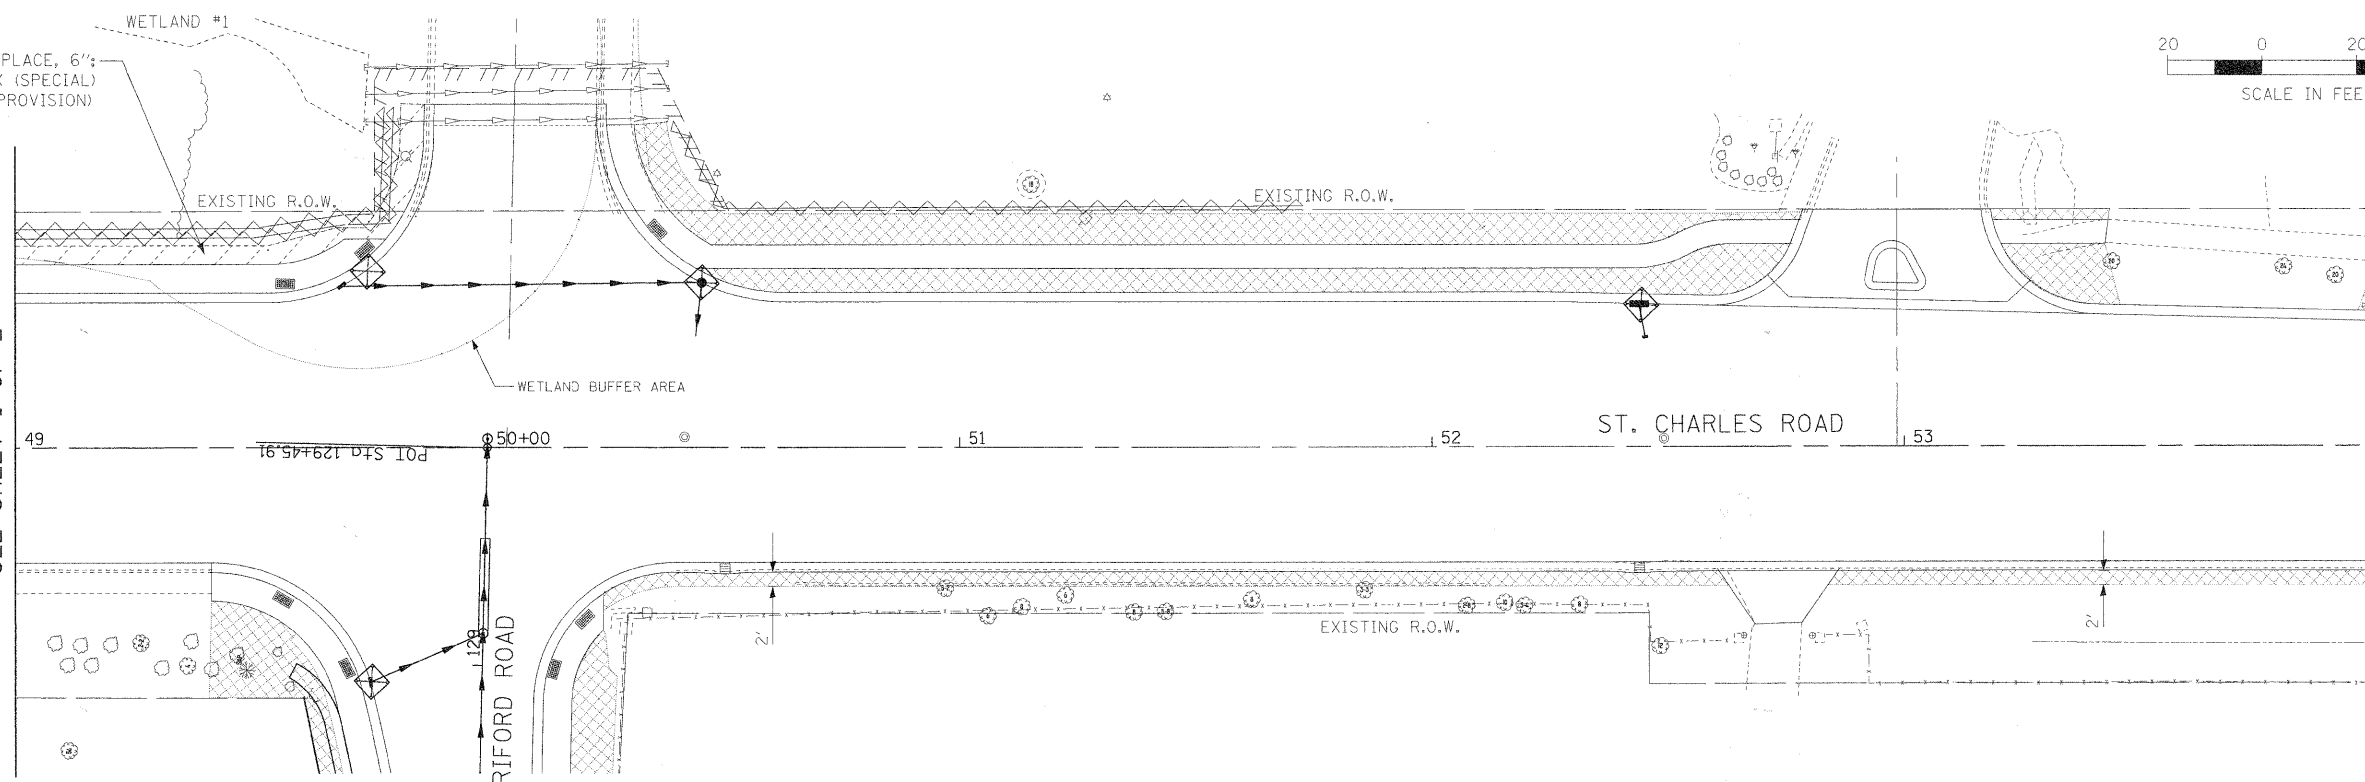 WETLAND #1
PLACE, 6";
(SPECIAL)
PROVISION)
20 0 20
SCALE IN FEE
EXISTING R.O.W.
EXISTING R.O.W.
WETLAND BUFFER AREA
ST. CHARLES ROAD
49
50+00
51
52
53
POT Sta 129+45.91
129
RIFORD ROAD
2'
EXISTING R.O.W.
2'